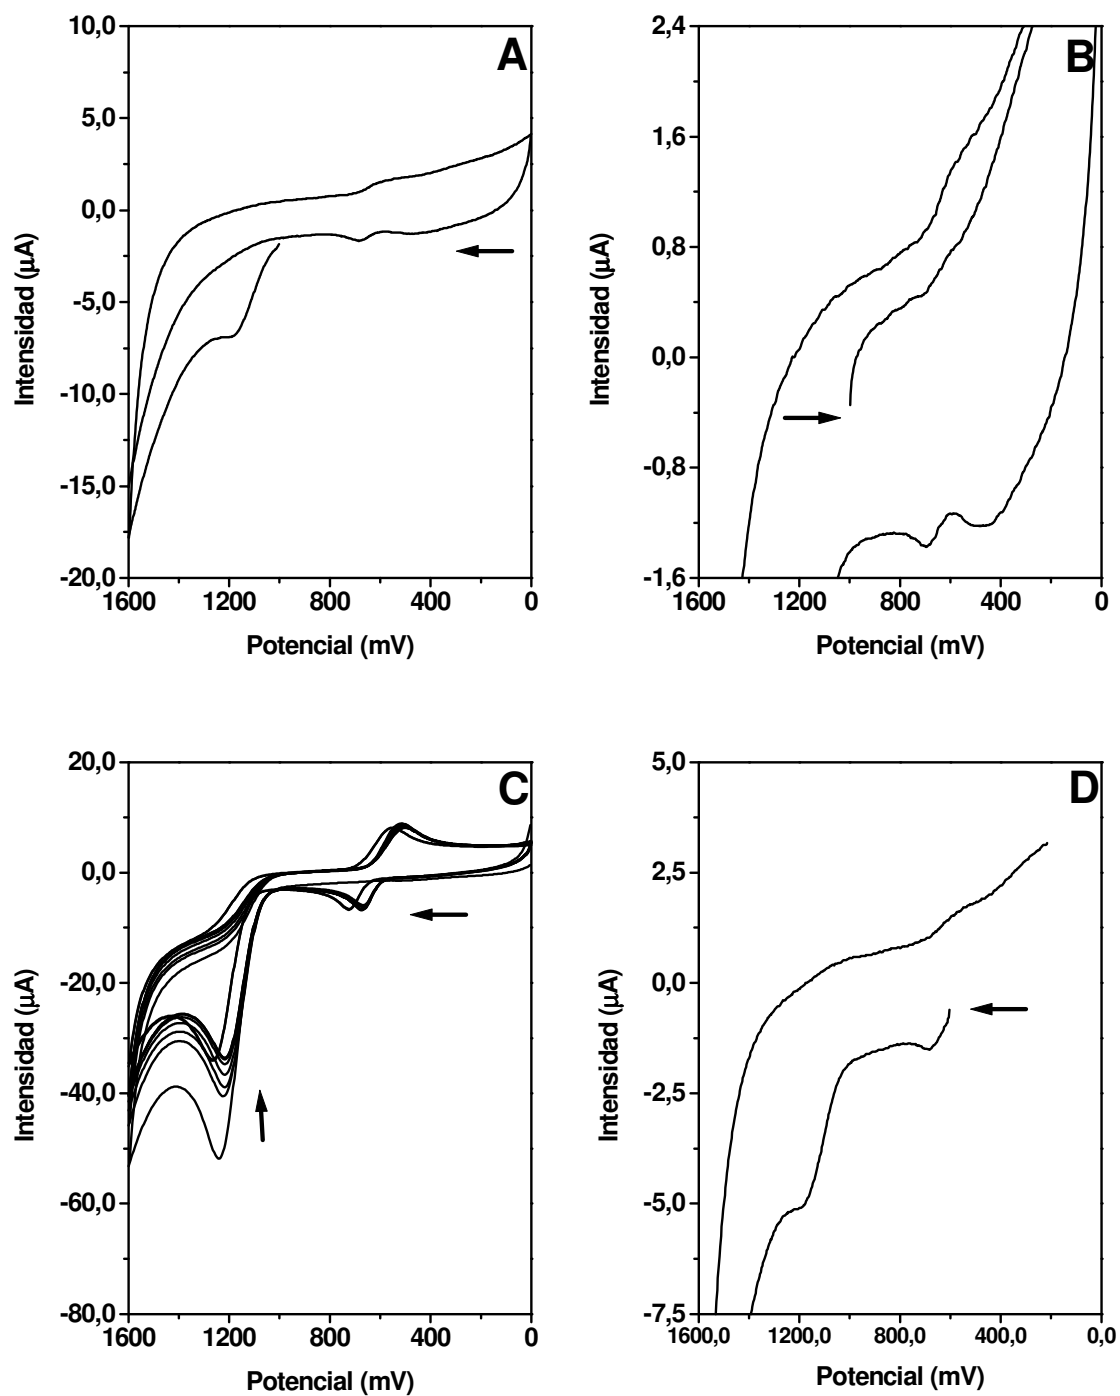 A
10,0
5,0
0,0
-5,0
-10,0
-15,0
-20,0
Intensidad (µA)
1600 1200 800 400 0
Potencial (mV)
B
2,4
1,6
0,8
0,0
-0,8
-1,6
Intensidad (µA)
1600 1200 800 400 0
Potencial (mV)
C
20,0
0,0
-20,0
-40,0
-60,0
-80,0
Intensidad (µA)
1600 1200 800 400 0
Potencial (mV)
D
5,0
2,5
0,0
-2,5
-5,0
-7,5
Intensidad (µA)
1600,0 1200,0 800,0 400,0 0,0
Potencial (mV)